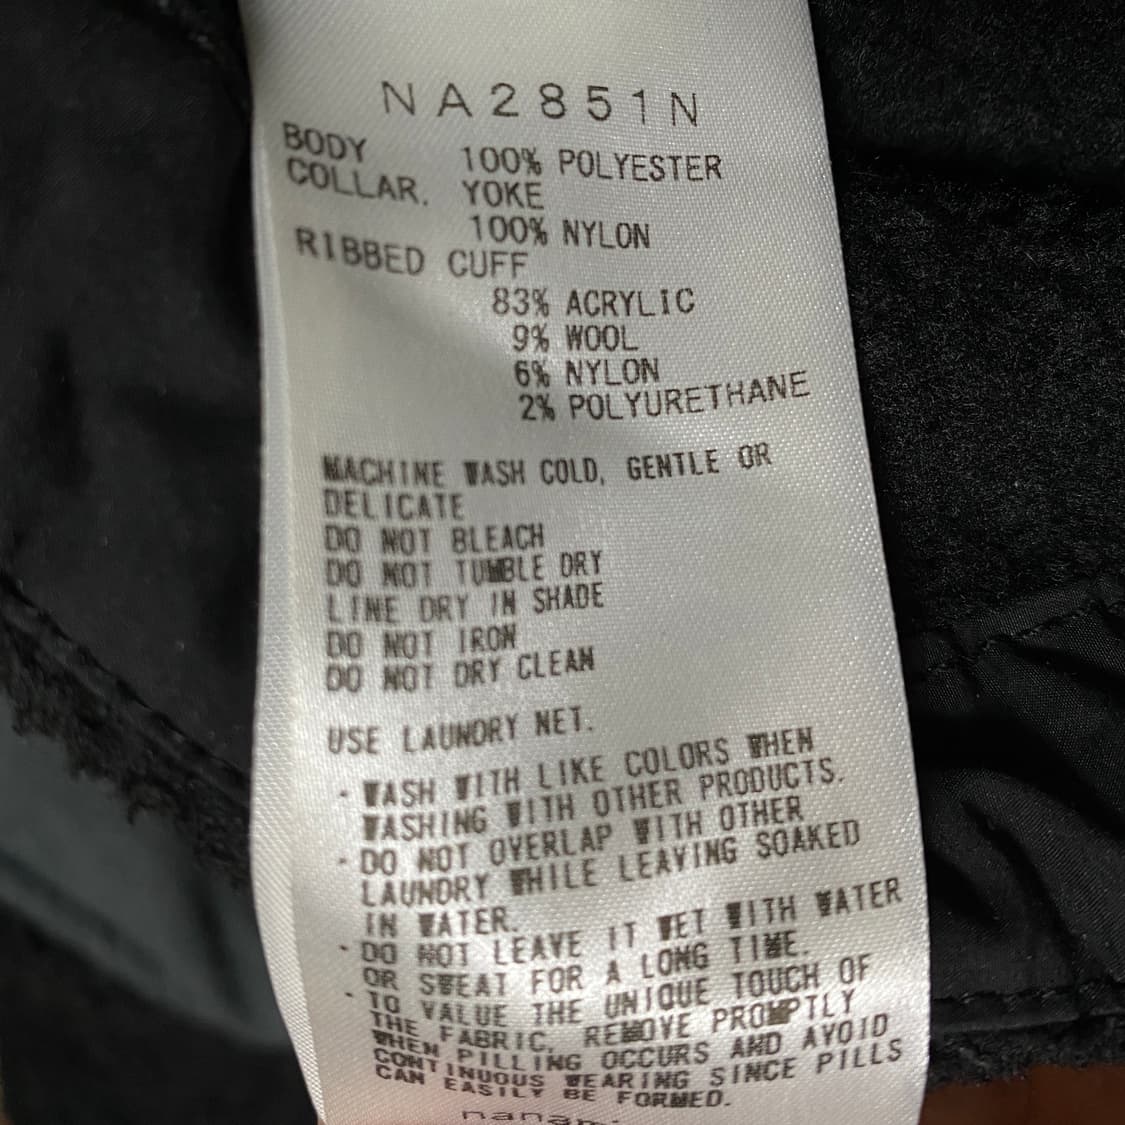 NA2851N
BODY 100% POLYESTER
COLLAR. YOKE
100% NYLON
RIBBED CUFF
83% ACRYLIC
9% WOOL
6% NYLON
2% POLYURETHANE
MACHINE WASH COLD, GENTLE OR
DELICATE
DO NOT BLEACH
DO NOT TUMBLE DRY
LINE DRY IN SHADE
DO NOT IRON
DO NOT DRY CLEAN
USE LAUNDRY NET.
・WASH WITH LIKE COLORS WHEN
WASHING WITH OTHER PRODUCTS.
・DO NOT OVERLAP WITH OTHER
LAUNDRY WHILE LEAVING SOAKED
IN WATER.
・DO NOT LEAVE IT WET WITH WATER
OR SWEAT FOR A LONG TIME.
・TO VALUE THE UNIQUE TOUCH OF
THE FABRIC, REMOVE PROMPTLY
WHEN PILLING OCCURS AND AVOID
CONTINUOUS WEARING SINCE PILLS
CAN EASILY BE FORMED.